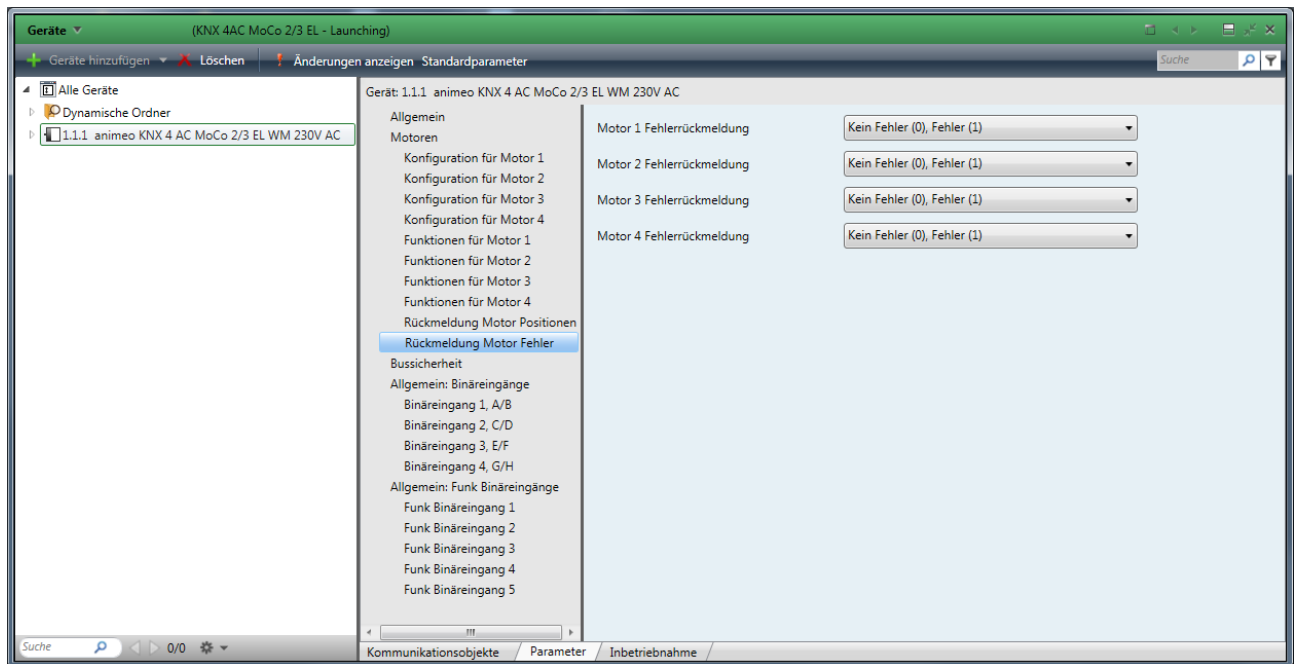 Geräte
(KNX 4AC MoCo 2/3 EL - Launching)
Geräte hinzufügen
Löschen
Änderungen anzeigen
Standardparameter
Suche
Alle Geräte
Dynamische Ordner
1.1.1 animeo KNX 4 AC MoCo 2/3 EL WM 230V AC
Suche
0/0
Gerät: 1.1.1 animeo KNX 4 AC MoCo 2/3 EL WM 230V AC
Allgemein
Motoren
Konfiguration für Motor 1
Konfiguration für Motor 2
Konfiguration für Motor 3
Konfiguration für Motor 4
Funktionen für Motor 1
Funktionen für Motor 2
Funktionen für Motor 3
Funktionen für Motor 4
Rückmeldung Motor Positionen
Rückmeldung Motor Fehler
Bussicherheit
Allgemein: Binäreingänge
Binäreingang 1, A/B
Binäreingang 2, C/D
Binäreingang 3, E/F
Binäreingang 4, G/H
Allgemein: Funk Binäreingänge
Funk Binäreingang 1
Funk Binäreingang 2
Funk Binäreingang 3
Funk Binäreingang 4
Funk Binäreingang 5
Motor 1 Fehlerrückmeldung Kein Fehler (0), Fehler (1)
Motor 2 Fehlerrückmeldung Kein Fehler (0), Fehler (1)
Motor 3 Fehlerrückmeldung Kein Fehler (0), Fehler (1)
Motor 4 Fehlerrückmeldung Kein Fehler (0), Fehler (1)
Kommunikationsobjekte
Parameter
Inbetriebnahme